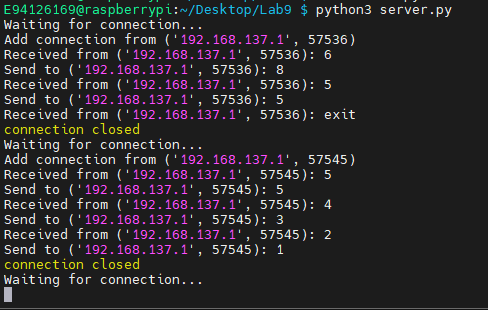 E94126169@raspberrypi:~/Desktop/Lab9 $ python3 server.py
Waiting for connection...
Add connection from ('192.168.137.1', 57536)
Received from ('192.168.137.1', 57536): 6
Send to ('192.168.137.1', 57536): 8
Received from ('192.168.137.1', 57536): 5
Send to ('192.168.137.1', 57536): 5
Received from ('192.168.137.1', 57536): exit
connection closed
Waiting for connection...
Add connection from ('192.168.137.1', 57545)
Received from ('192.168.137.1', 57545): 5
Send to ('192.168.137.1', 57545): 5
Received from ('192.168.137.1', 57545): 4
Send to ('192.168.137.1', 57545): 3
Received from ('192.168.137.1', 57545): 2
Send to ('192.168.137.1', 57545): 1
connection closed
Waiting for connection...